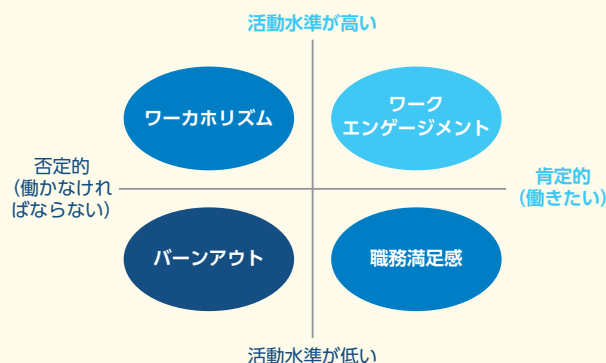 活動水準が高い
ワーカホリズム
ワーク
エンゲージメント
否定的
(働かなけれ
ばならない)
肯定的
(働きたい)
バーンアウト
職務満足感
活動水準が低い